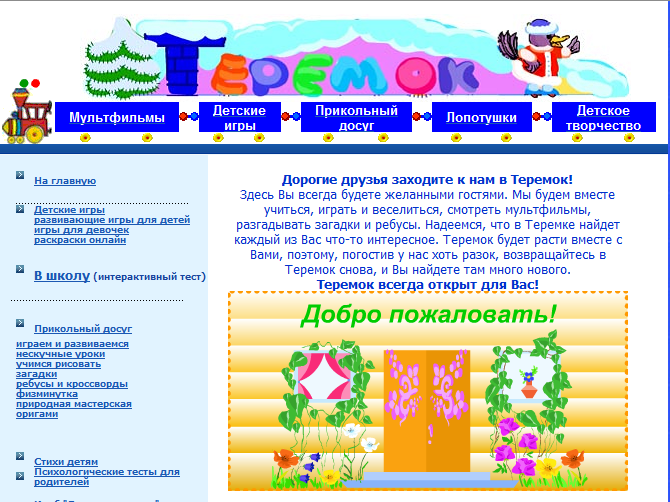 Теремок
Мултфильмы
Детские
игры
Прикольный
досуг
Лопотушки
Детское
творчество
На главную
Детские игры
развивающие игры для детей
игры для девочек
раскраски онлайн
В школу (интерактивный тест)
Прикольный досуг
играем и развиваемся
нескучные уроки
учимся рисовать
загадки
ребусы и кроссворды
физминутка
природная мастерская
оригами
Стихи детям
Психологические тесты для
родителей
Дорогие друзья заходите к нам в Теремок!
Здесь Вы всегда будете желанными гостями. Мы будем вместе
учиться, играть и веселиться, смотреть мультфильмы,
разгадывать загадки и ребусы. Надеемся, что в Теремке найдет
каждый из Вас что-то интересное. Теремок будет расти вместе с
Вами, поэтому, погостив у нас хоть разок, возвращайтесь в
Теремок снова, и Вы найдете там много нового.
Теремок всегда открыт для Вас!
Добро пожаловать!